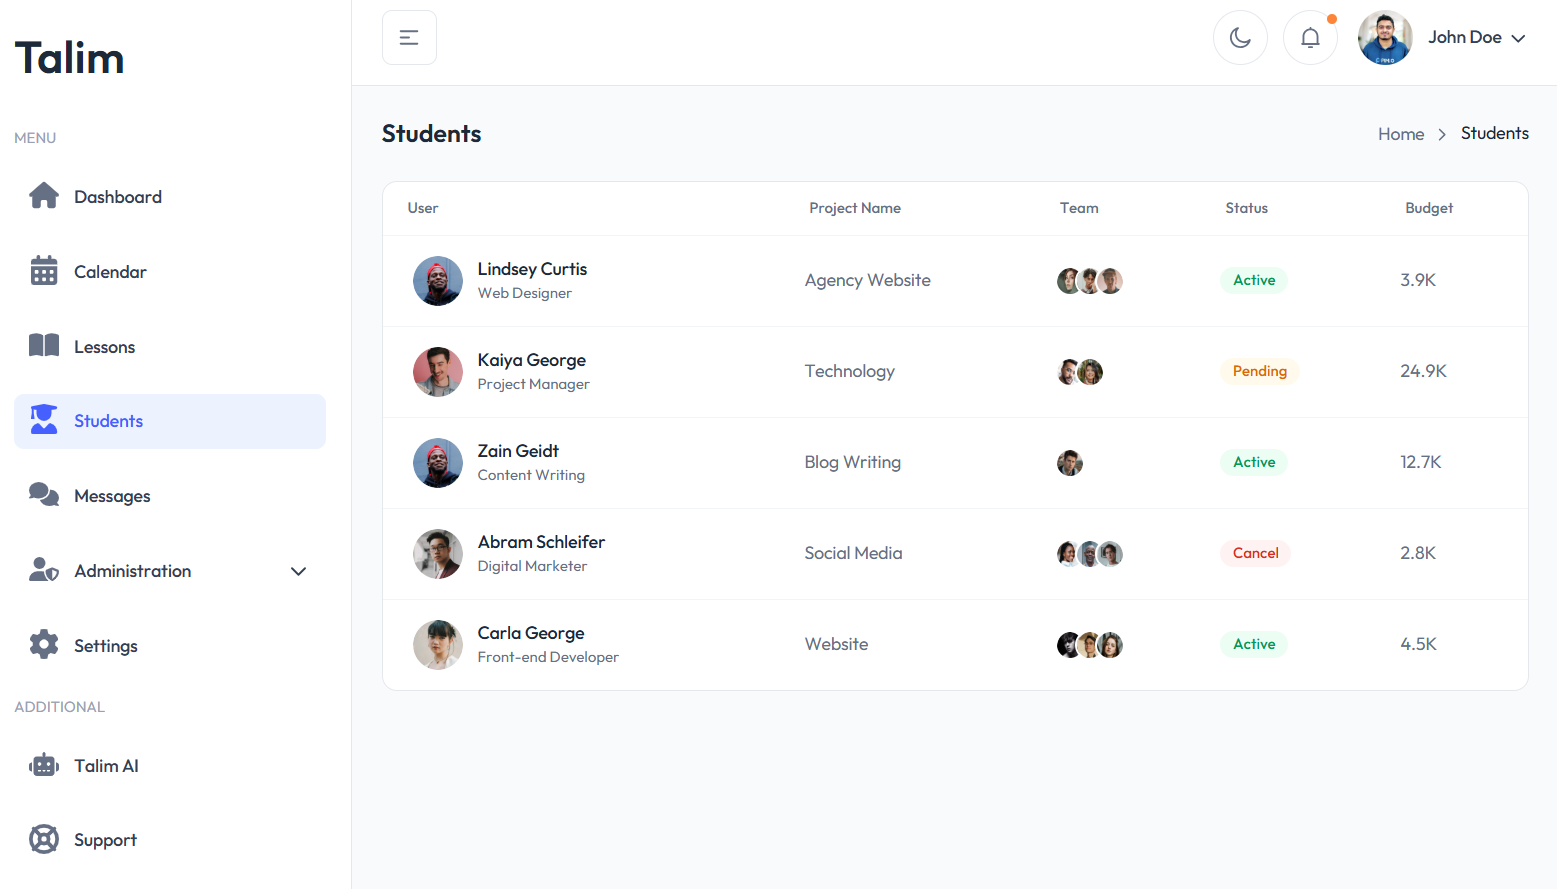 Talim
John Doe
MENU
Dashboard
Calendar
Lessons
Students
Messages
Administration
Settings
ADDITIONAL
Talim AI
Support
Students
Home > Students
User Project Name Team Status Budget
Lindsey Curtis
Web Designer
Agency Website Active 3.9K
Kaiya George
Project Manager
Technology Pending 24.9K
Zain Geidt
Content Writing
Blog Writing Active 12.7K
Abram Schleifer
Digital Marketer
Social Media Cancel 2.8K
Carla George
Front-end Developer
Website Active 4.5K